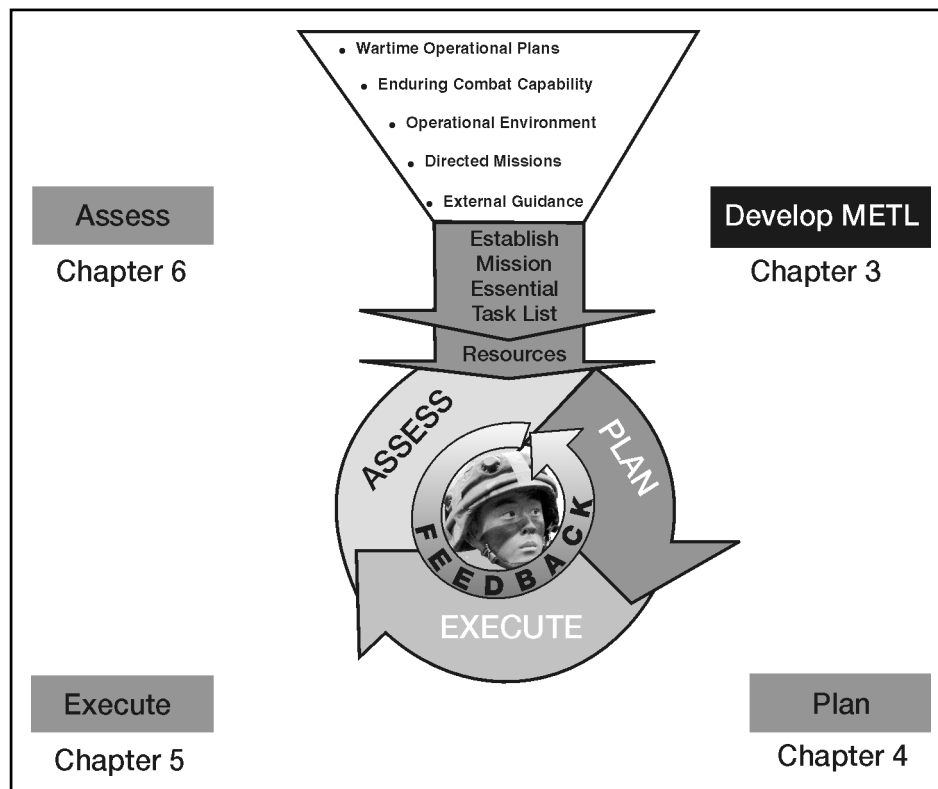 • Wartime Operational Plans
• Enduring Combat Capability
• Operational Environment
• Directed Missions
• External Guidance
Assess
Chapter 6
Develop METL
Chapter 3
Establish
Mission
Essential
Task List
Resources
ASSESS
PLAN
FEEDBACK
EXECUTE
Execute
Chapter 5
Plan
Chapter 4